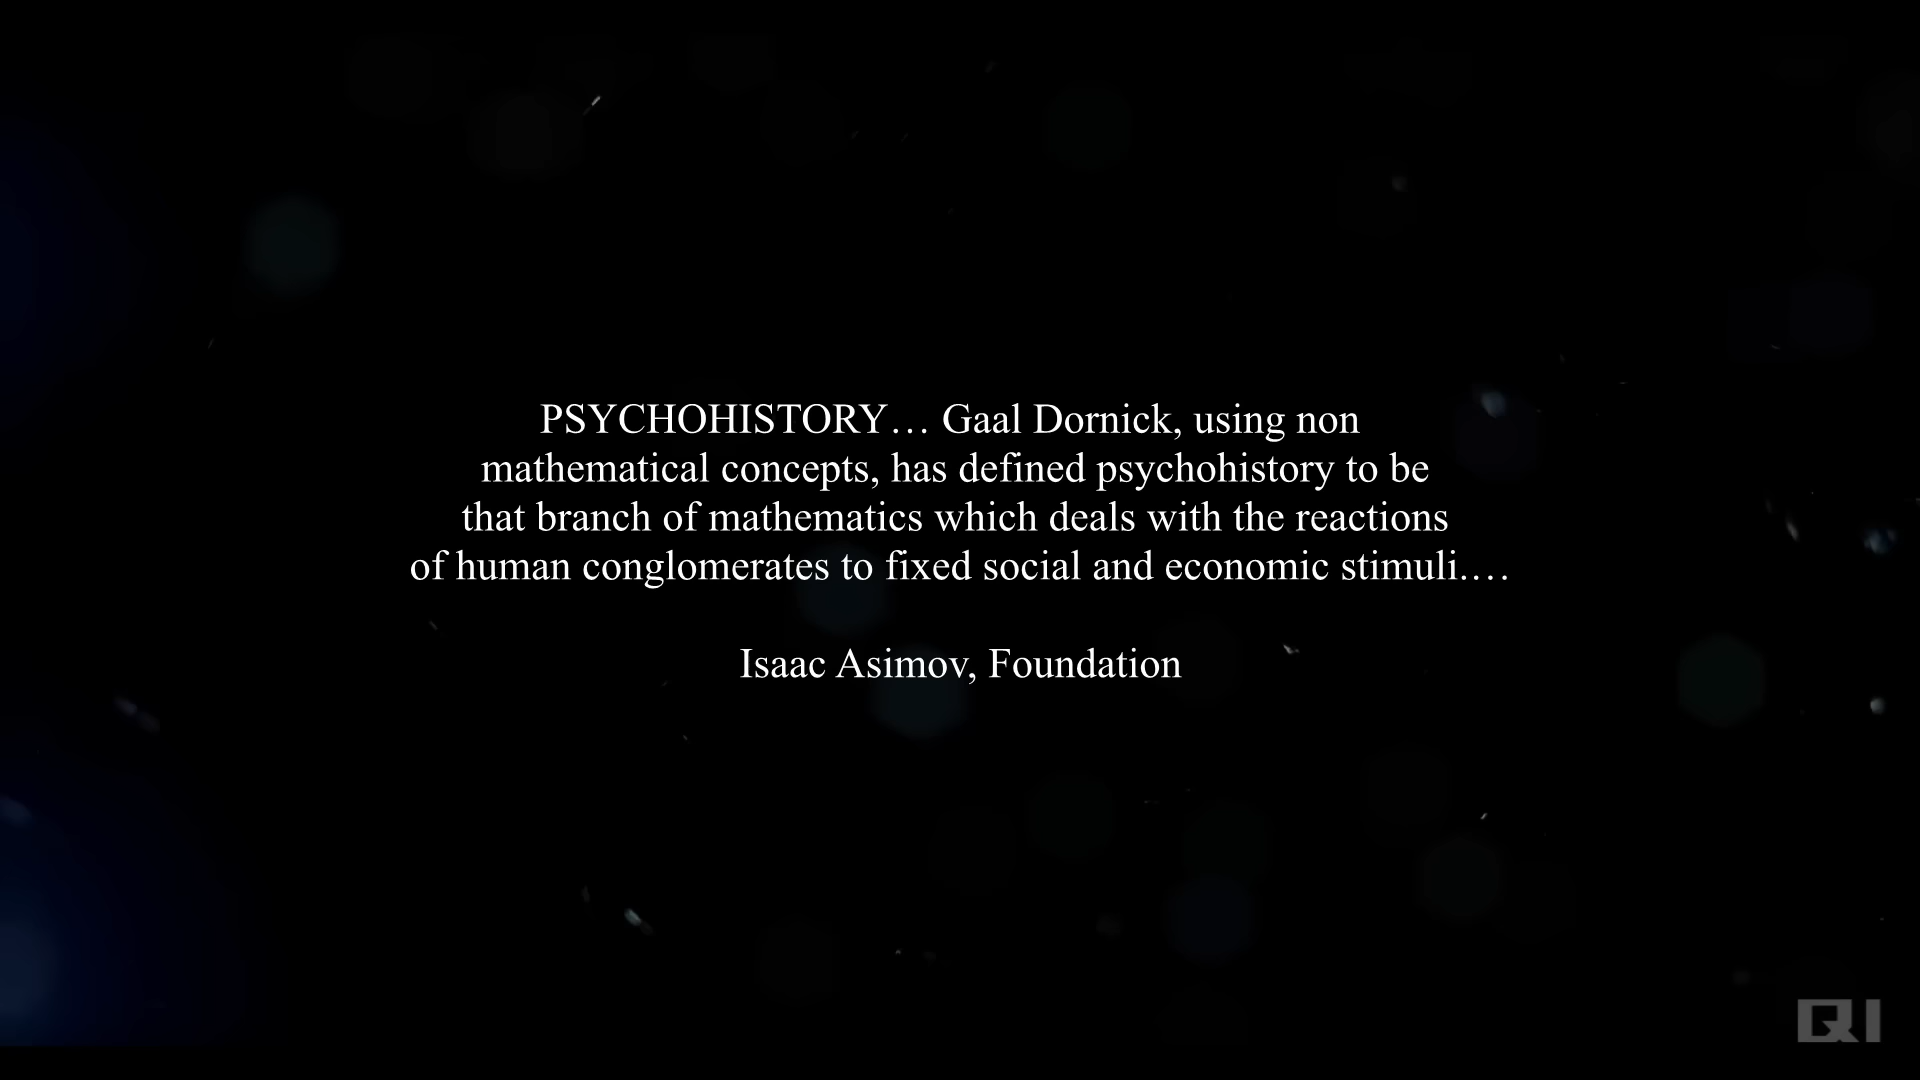 PSYCHOHISTORY… Gaal Dornick, using non
mathematical concepts, has defined psychohistory to be
that branch of mathematics which deals with the reactions
of human conglomerates to fixed social and economic stimuli.…
Isaac Asimov, Foundation
QI